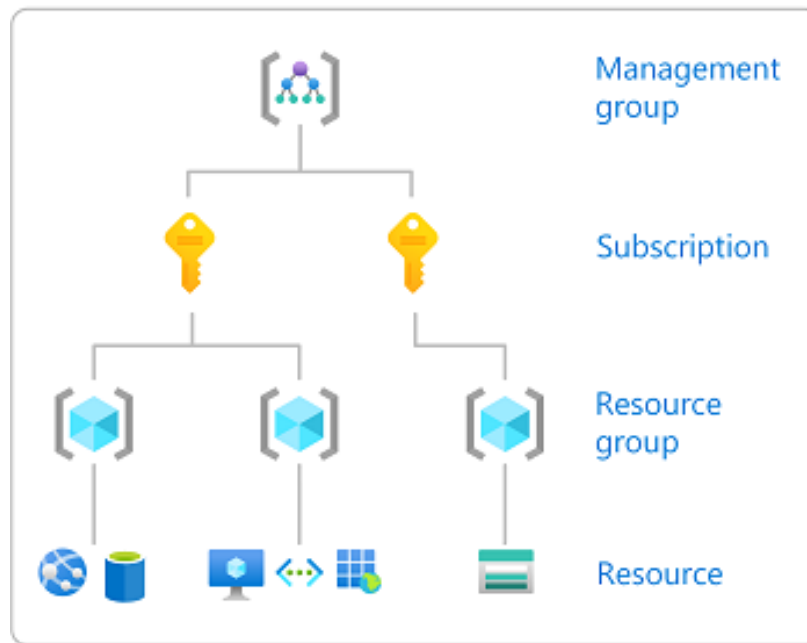 Management
group
Subscription
Resource
group
Resource